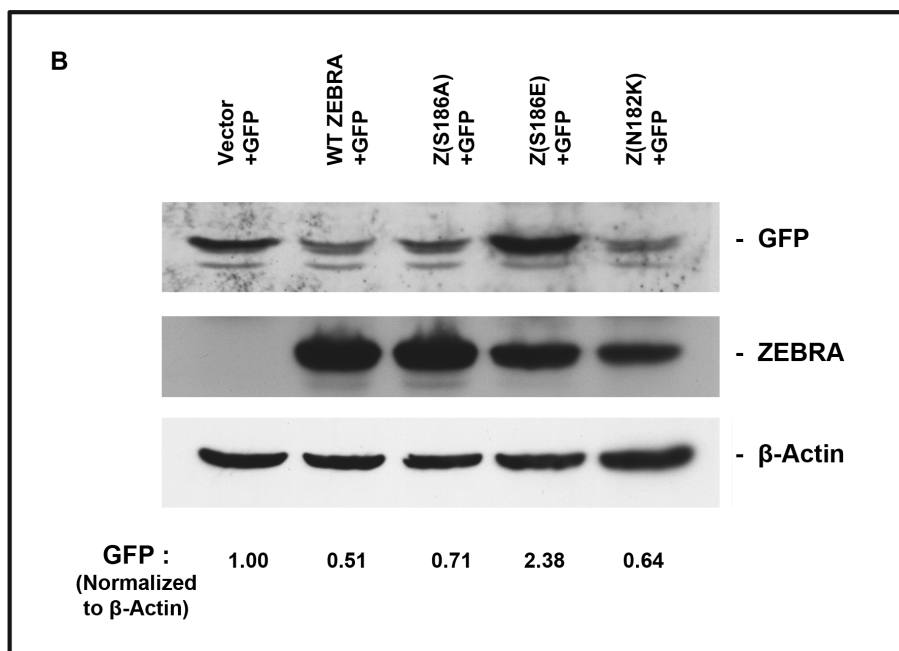 B
Vector
+GFP
WT ZEBRA
+GFP
Z(S186A)
+GFP
Z(S186E)
+GFP
Z(N182K)
+GFP
- GFP
- ZEBRA
- β-Actin
GFP : 1.00 0.51 0.71 2.38 0.64
(Normalized
to β-Actin)